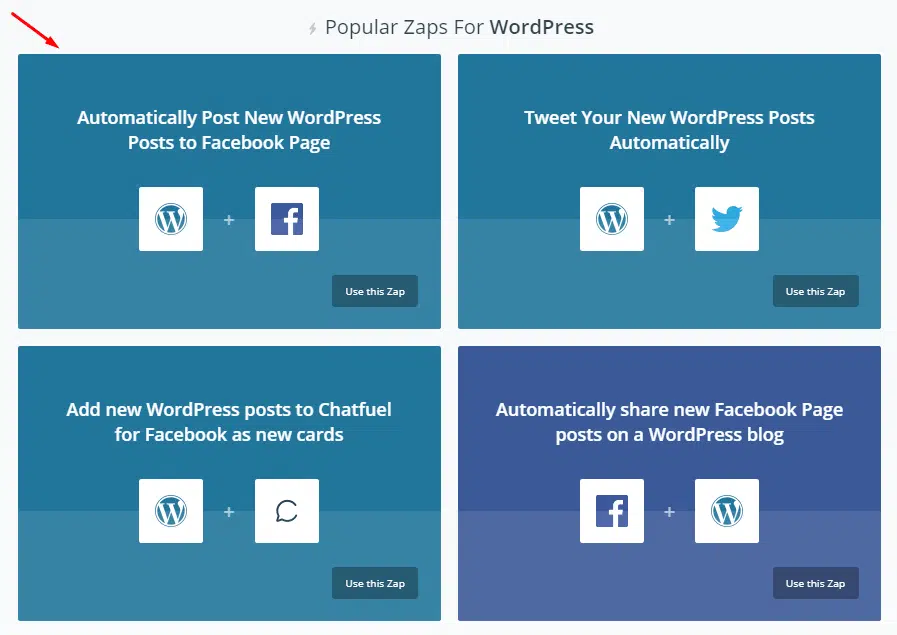 Popular Zaps For WordPress
Automatically Post New WordPress
Posts to Facebook Page
+
Use this Zap
Tweet Your New WordPress Posts
Automatically
+
Use this Zap
Add new WordPress posts to Chatfuel
for Facebook as new cards
+
Use this Zap
Automatically share new Facebook Page
posts on a WordPress blog
+
Use this Zap